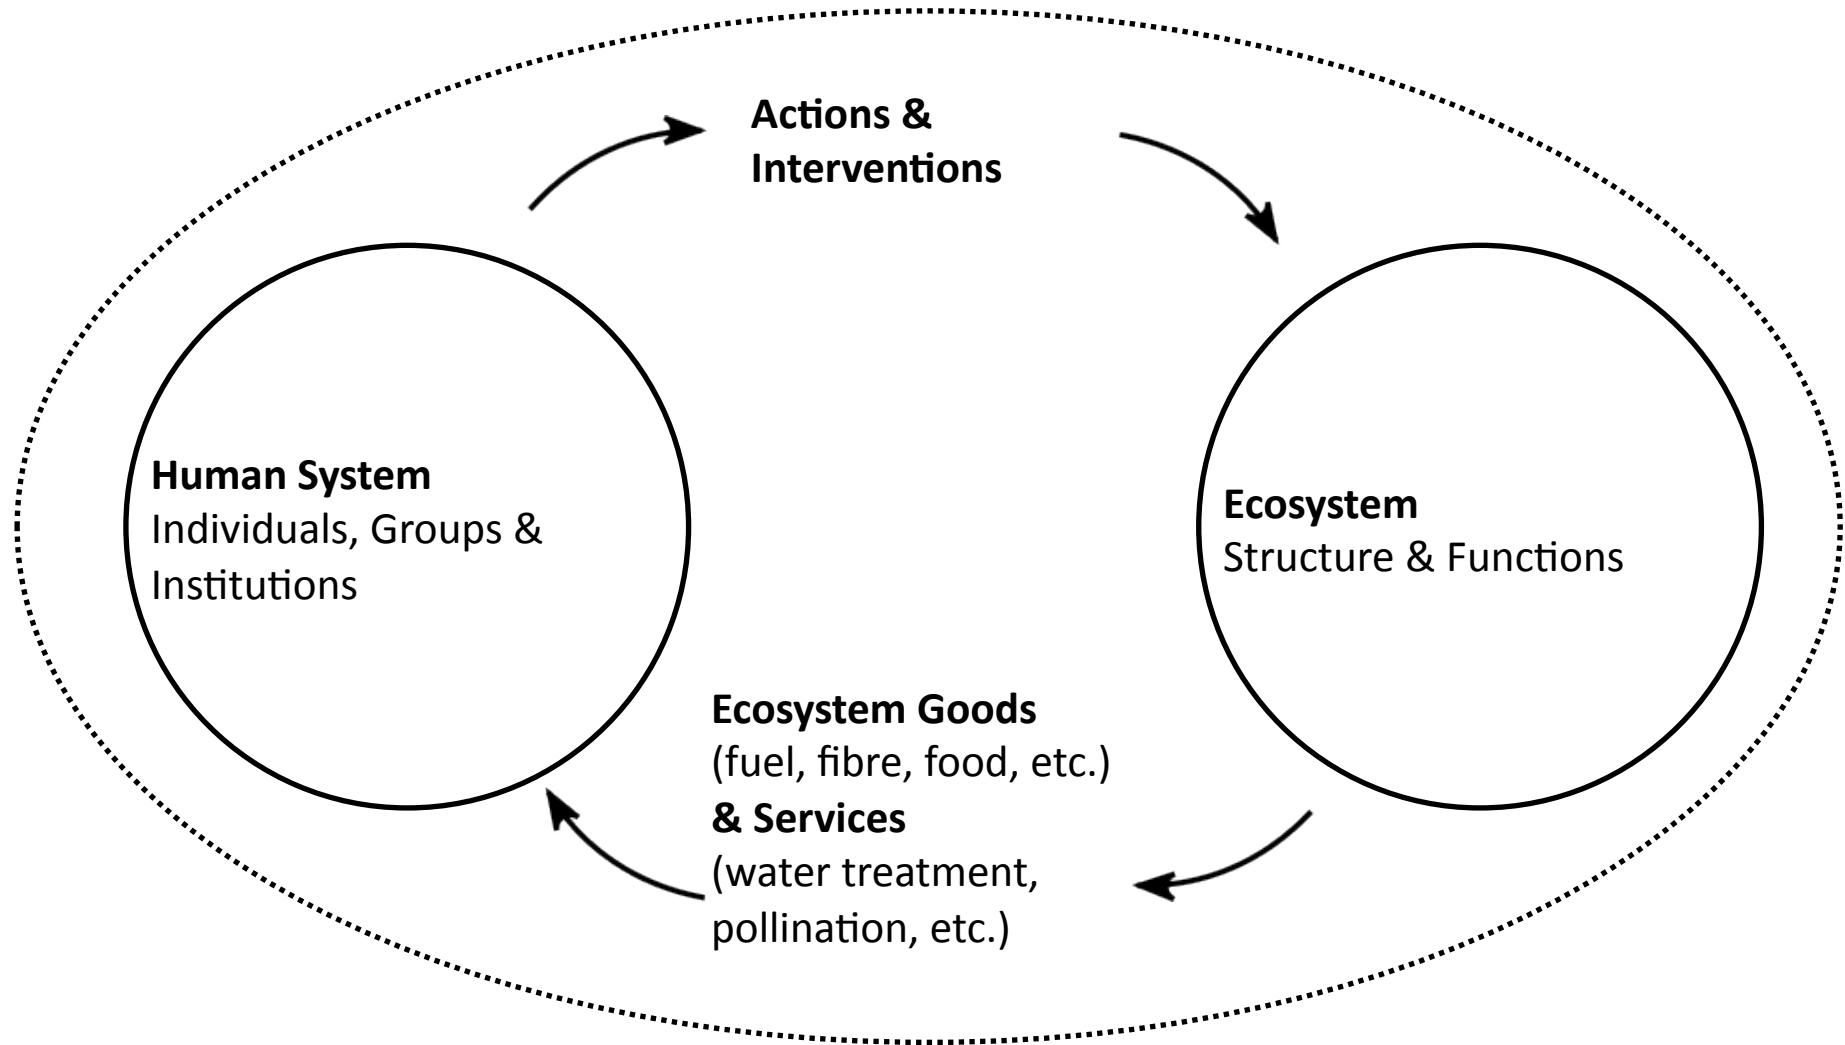 Actions &
Interventions
Human System
Individuals, Groups &
Institutions
Ecosystem
Structure & Functions
Ecosystem Goods
(fuel, fibre, food, etc.)
& Services
(water treatment,
pollination, etc.)